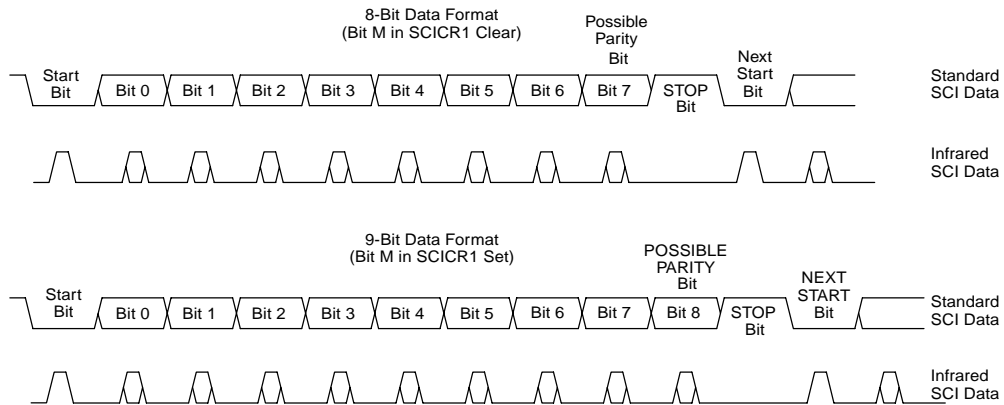 8-Bit Data Format
(Bit M in SCICR1 Clear)
Possible
Parity
Bit
Start
Bit
Bit 0
Bit 1
Bit 2
Bit 3
Bit 4
Bit 5
Bit 6
Bit 7
STOP
Bit
Next
Start
Bit
Standard
SCI Data
Infrared
SCI Data
9-Bit Data Format
(Bit M in SCICR1 Set)
POSSIBLE
PARITY
Bit
Start
Bit
Bit 0
Bit 1
Bit 2
Bit 3
Bit 4
Bit 5
Bit 6
Bit 7
Bit 8
STOP
Bit
NEXT
START
Bit
Standard
SCI Data
Infrared
SCI Data